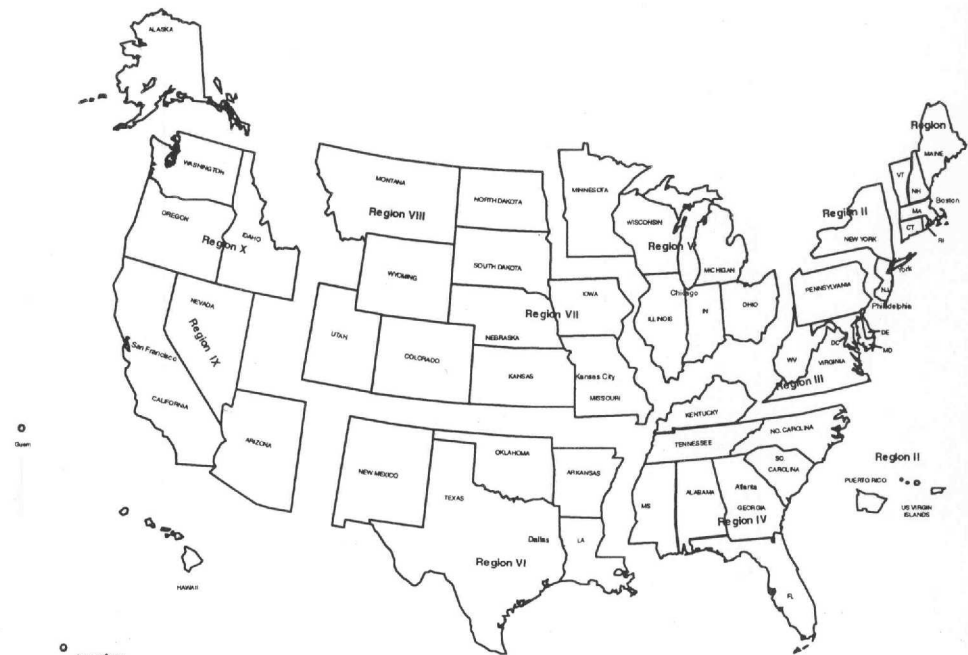 ALASKA
Region
MAINE
WASHINGTON
VT
MONTANA
NORTH DAKOTA
MINNESOTA
NH
Boston
Region VIII
WISCONSIN
Region II
MA
OREGON
IDAHO
Region V
NEW YORK
CT
RI
Region X
SOUTH DAKOTA
MICHIGAN
York
WYOMING
Chicago
PENNSYLVANIA
N.J.
NEVADA
IOWA
OHIO
Philadelphia
UTAH
Region VII
ILLINOIS
IN
NEBRASKA
DE
San Francisco
Region IX
COLORADO
DC
MD
WV
VIRGINIA
KANSAS
Kansas City
Region III
CALIFORNIA
MISSOURI
KENTUCKY
Guam
ARIZONA
TENNESSEE
NO. CAROLINA
OKLAHOMA
SO.
CAROLINA
Region II
NEW MEXICO
ARKANSAS
PUERTO RICO
TEXAS
MS
ALABAMA
Atlanta
GEORGIA
US VIRGIN
ISLANDS
Region IV
Dallas
LA
Region VI
HAWAII
FL